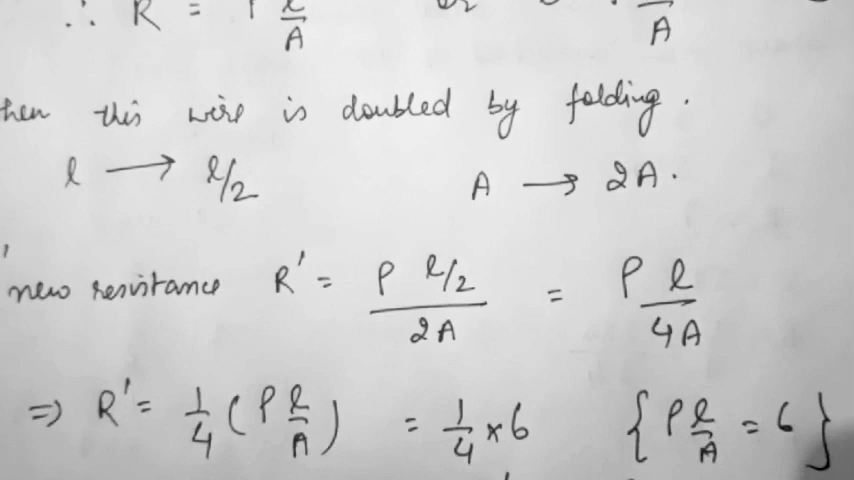 ∴ R = ρ l/A
when this wire is doubled by folding.
l → l/2 A → 2A.
new resistance R' = ρ l/2 / 2A = ρ l / 4A
⇒ R' = 1/4 (ρ l/A) = 1/4 × 6 {ρ l/A = 6}